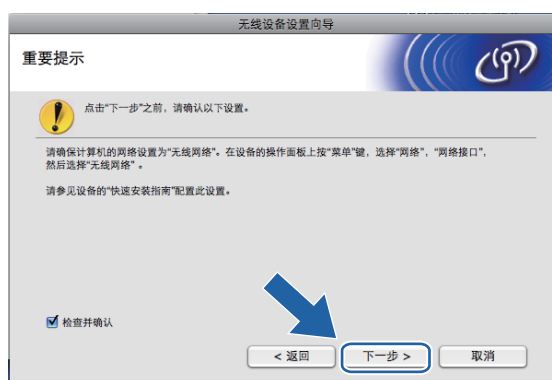 无线设备设置向导
重要提示
点击“下一步”之前，请确认以下设置。
请确保计算机的网络设置为“无线网络”。在设备的操作面板上按“菜单”键，选择“网络”，“网络接口”，
然后选择“无线网络” 。
请参见设备的“快速安装指南”配置此设置。
检查并确认
< 返回
下一步 >
取消